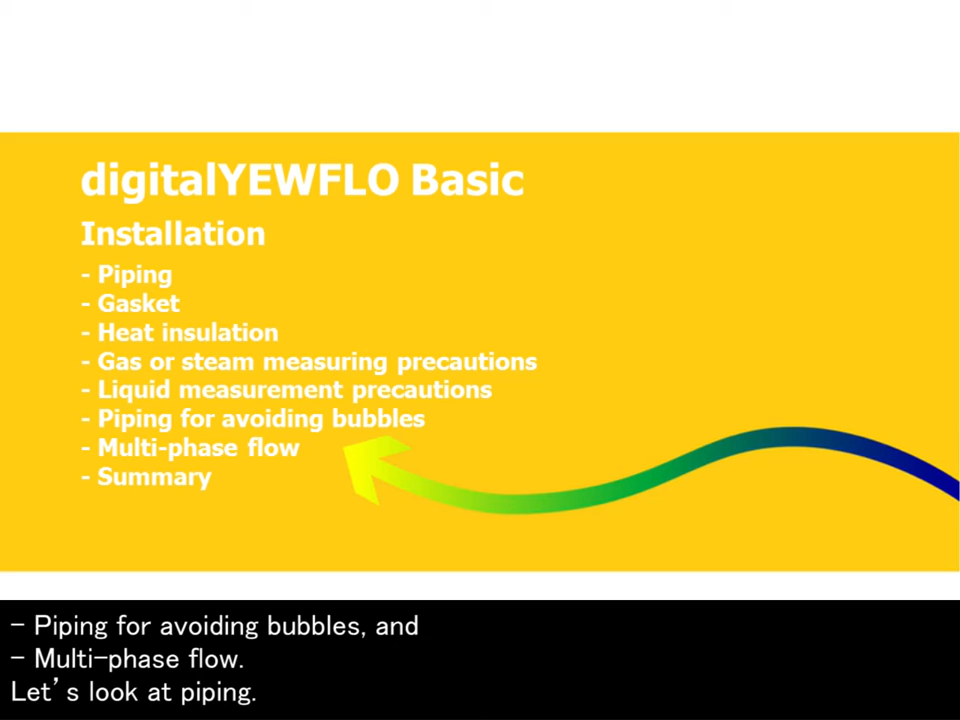 digitalYEWFLO Basic
Installation
- Piping
- Gasket
- Heat insulation
- Gas or steam measuring precautions
- Liquid measurement precautions
- Piping for avoiding bubbles
- Multi-phase flow
- Summary
- Piping for avoiding bubbles, and
- Multi-phase flow.
Let’s look at piping.